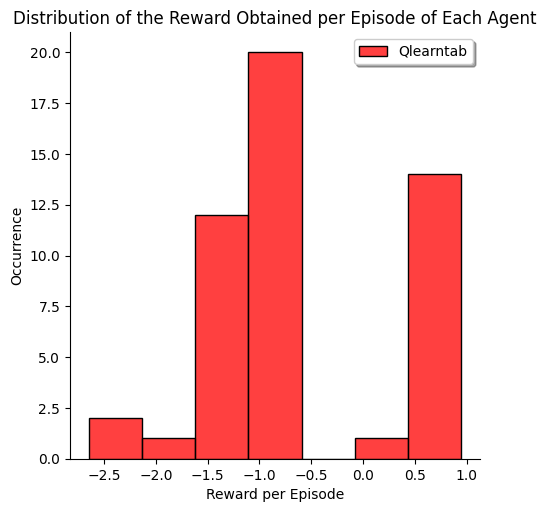 Distribution of the Reward Obtained per Episode of Each Agent
Qlearntab
20.0
17.5
15.0
12.5
10.0
7.5
5.0
2.5
0.0
Occurrence
−2.5 −2.0 −1.5 −1.0 −0.5 0.0 0.5 1.0
Reward per Episode